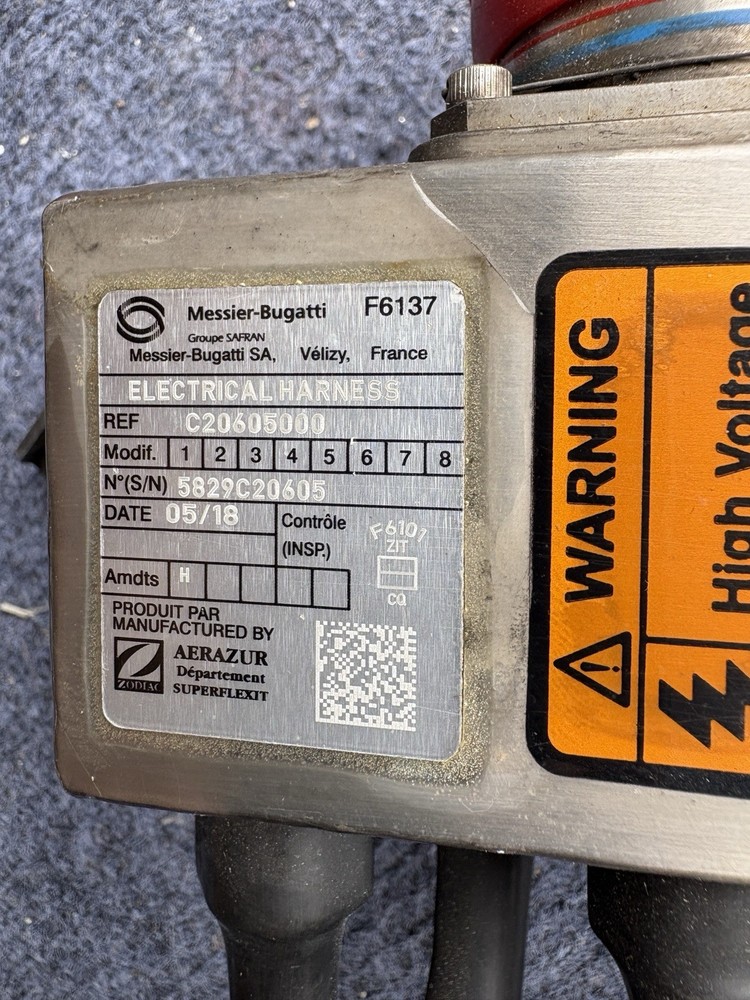 Messier-Bugatti F6137
Groupe SAFRAN
Messier-Bugatti SA, Vélizy, France
ELECTRICAL HARNESS
REF C20605000
Modif. 1 2 3 4 5 6 7 8
N°(S/N) 5829C20605
DATE 05/18 Contrôle
(INSP.)
F6101
ZIT
CQ
Amdts H
PRODUIT PAR
MANUFACTURED BY
ZODIAC
AERAZUR
Département
SUPERFLEXIT
WARNING
High Voltage